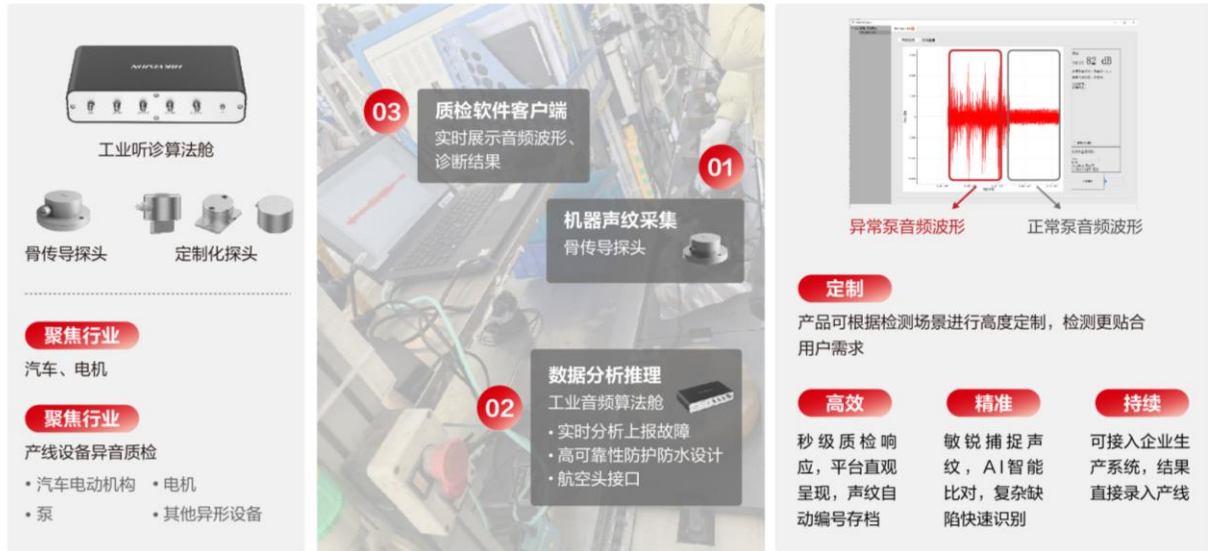 HIKVISION
工业听诊算法舱
骨传导探头
定制化探头
聚焦行业
汽车、电机
聚焦行业
产线设备异音质检
• 汽车电动机构
• 电机
• 泵
• 其他异形设备
03
质检软件客户端
实时展示音频波形、
诊断结果
01
机器声纹采集
骨传导探头
02
数据分析推理
工业音频算法舱
• 实时分析上报故障
• 高可靠性防护防水设计
• 航空头接口
82 dB
异常泵音频波形
正常泵音频波形
定制
产品可根据检测场景进行高度定制，检测更贴合
用户需求
高效
秒级质检响
应，平台直观
呈现，声纹自
动编号存档
精准
敏锐捕捉声
纹，AI智能
比对，复杂缺
陷快速识别
持续
可接入企业生
产系统，结果
直接录入产线